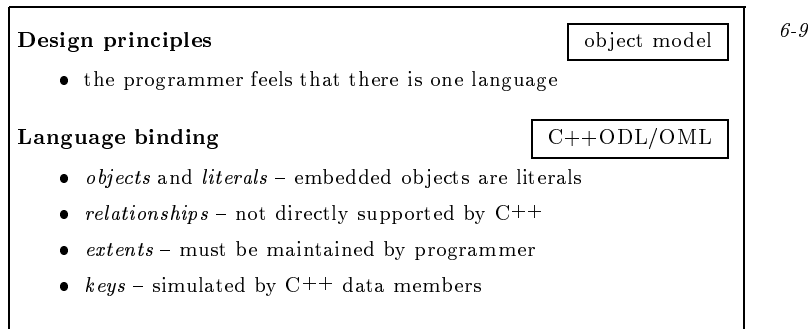 Design principles
object model
6-9
• the programmer feels that there is one language
Language binding
C++ODL/OML
• objects and literals – embedded objects are literals
• relationships – not directly supported by C++
• extents – must be maintained by programmer
• keys – simulated by C++ data members